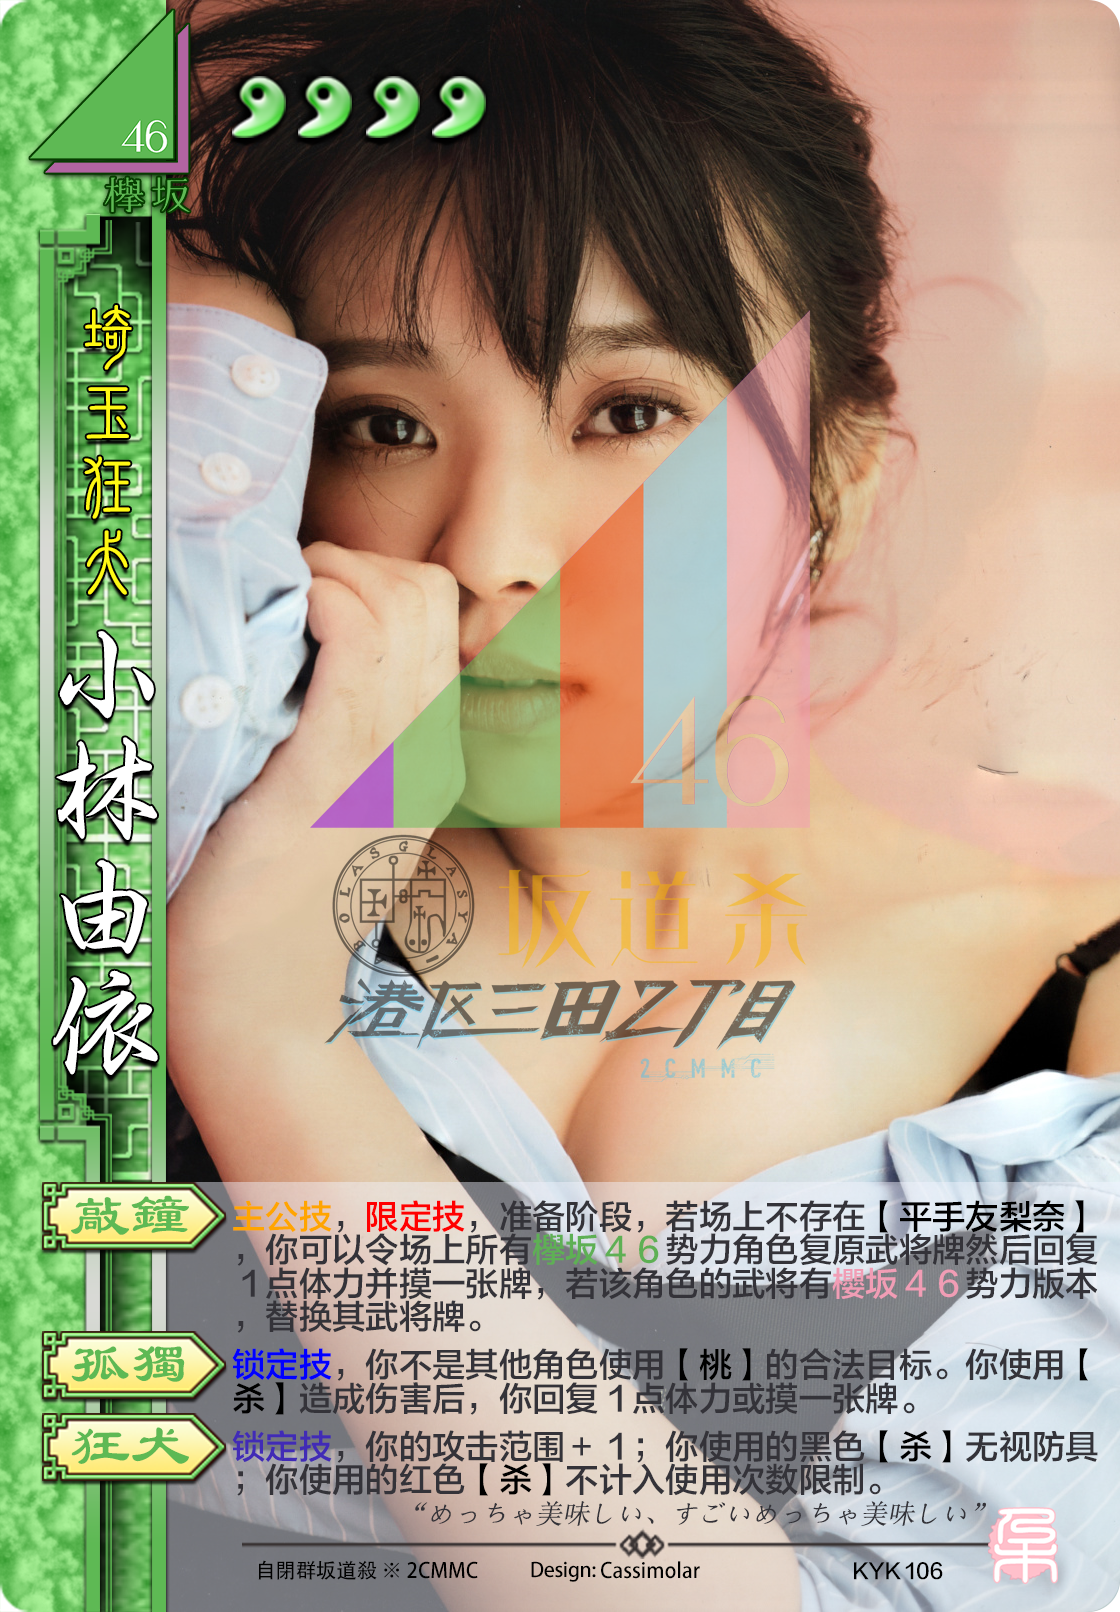 46
欅坂
埼玉狂犬
小林由依
46
GLASYA BOLAS
坂道杀
港区三田2丁目
2CMMC
敲鐘
主公技，限定技，准备阶段，若场上不存在【平手友梨奈】
，你可以令场上所有欅坂46势力角色复原武将牌然后回复
1点体力并摸一张牌，若该角色的武将有櫻坂46势力版本
，替换其武将牌。
孤獨
锁定技，你不是其他角色使用【桃】的合法目标。你使用【
杀】造成伤害后，你回复1点体力或摸一张牌。
狂犬
锁定技，你的攻击范围+1；你使用的黑色【杀】无视防具
；你使用的红色【杀】不计入使用次数限制。
“めっちゃ美味しい、すごいめっちゃ美味しい”
自閉群坂道殺 ※ 2CMMC
Design: Cassimolar
KYK 106